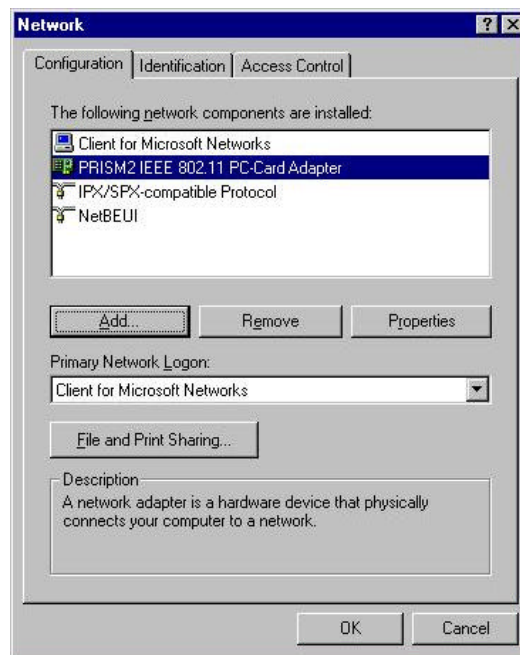 Network
Configuration Identification Access Control
The following network components are installed:
Client for Microsoft Networks
PRISM2 IEEE 802.11 PC-Card Adapter
IPX/SPX-compatible Protocol
NetBEUI
Add... Remove Properties
Primary Network Logon:
Client for Microsoft Networks
File and Print Sharing...
Description
A network adapter is a hardware device that physically
connects your computer to a network.
OK Cancel